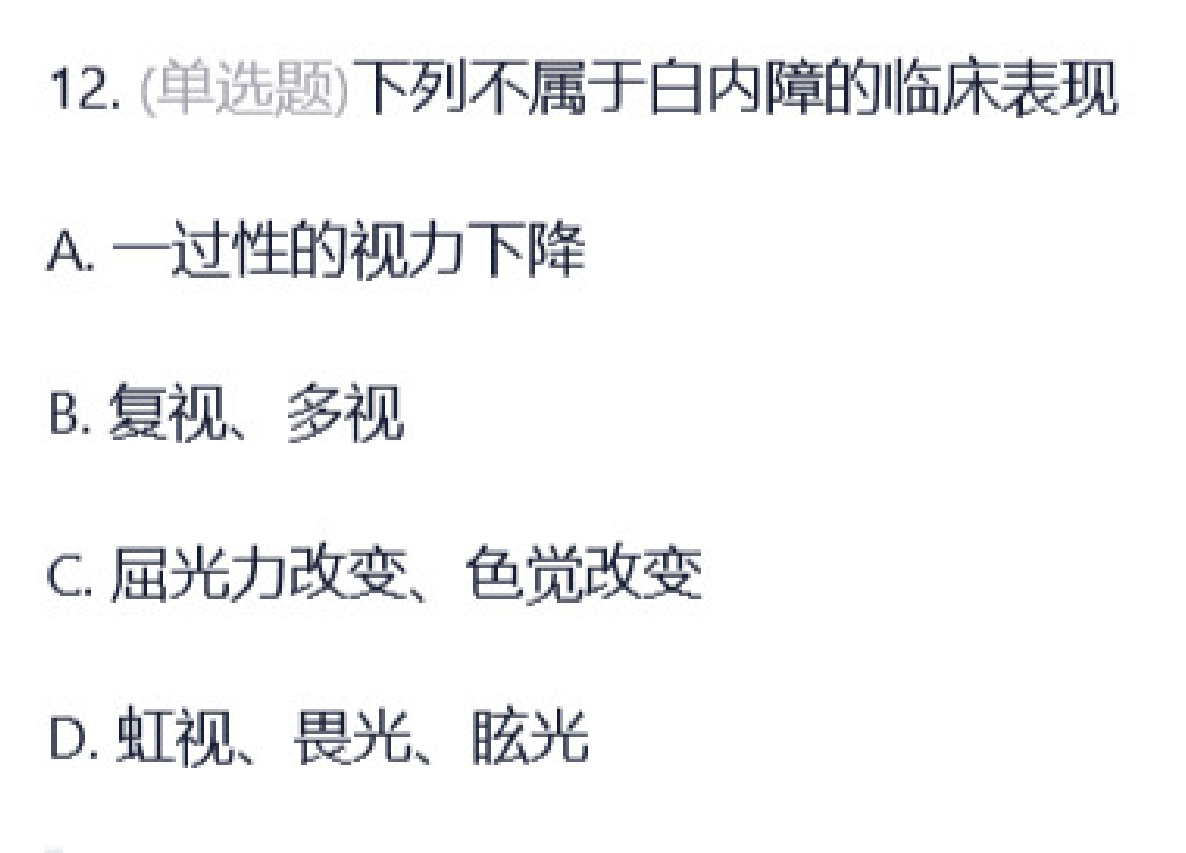 12. (单选题)下列不属于白内障的临床表现
A. 一过性的视力下降
B. 复视、多视
C. 屈光力改变、色觉改变
D. 虹视、畏光、眩光